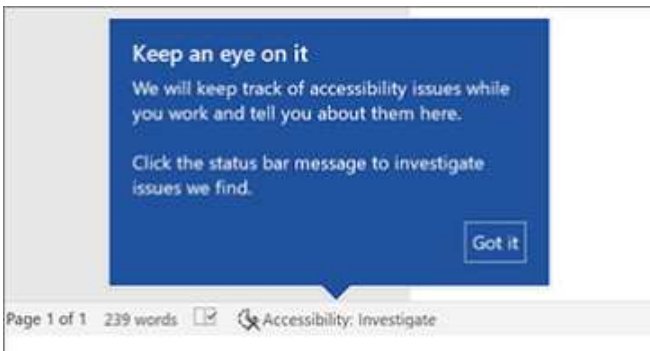 Keep an eye on it
We will keep track of accessibility issues while
you work and tell you about them here.
Click the status bar message to investigate
issues we find.
Got it
Page 1 of 1 239 words Accessibility: Investigate